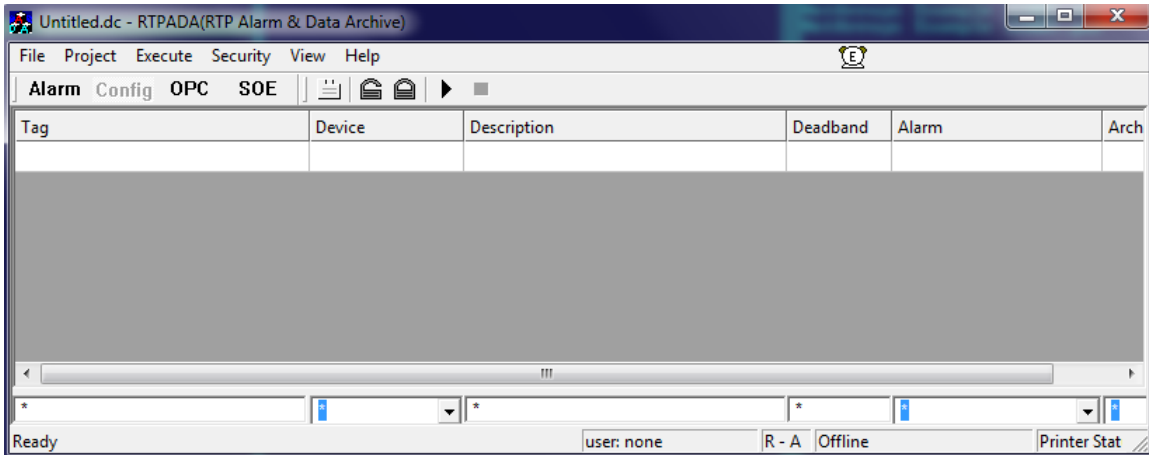 Untitled.dc - RTPADA(RTP Alarm & Data Archive)
File Project Execute Security View Help E
Alarm Config OPC SOE
Tag Device Description Deadband Alarm Arch
* * * * * *
Ready user: none R - A Offline Printer Stat